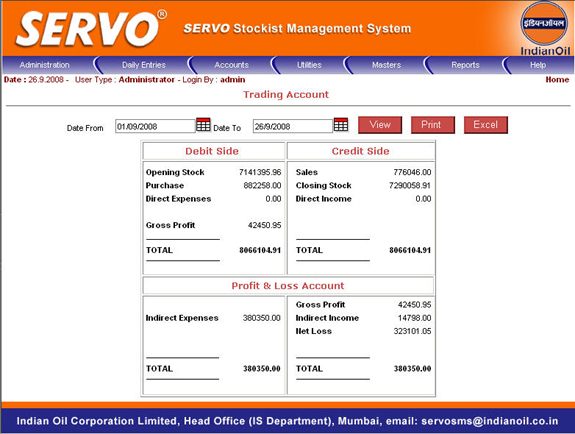 SERVO® SERVO Stockist Management System
इंडियनऑयल
IndianOil
Administration Daily Entries Accounts Utilities Masters Reports Help
Date : 26.9.2008 - User Type : Administrator - Login By : admin Home
Trading Account
Date From 01/09/2008 Date To 26/9/2008 View Print Excel
Debit Side Credit Side
Opening Stock 7141395.96 Sales 776046.00
Purchase 882258.00 Closing Stock 7290058.91
Direct Expenses 0.00 Direct Income 0.00
Gross Profit 42450.95
TOTAL 8066104.91 TOTAL 8066104.91
Profit & Loss Account
Gross Profit 42450.95
Indirect Expenses 380350.00 Indirect Income 14798.00
Net Loss 323101.05
TOTAL 380350.00 TOTAL 380350.00
Indian Oil Corporation Limited, Head Office (IS Department), Mumbai, email: servosms@indianoil.co.in